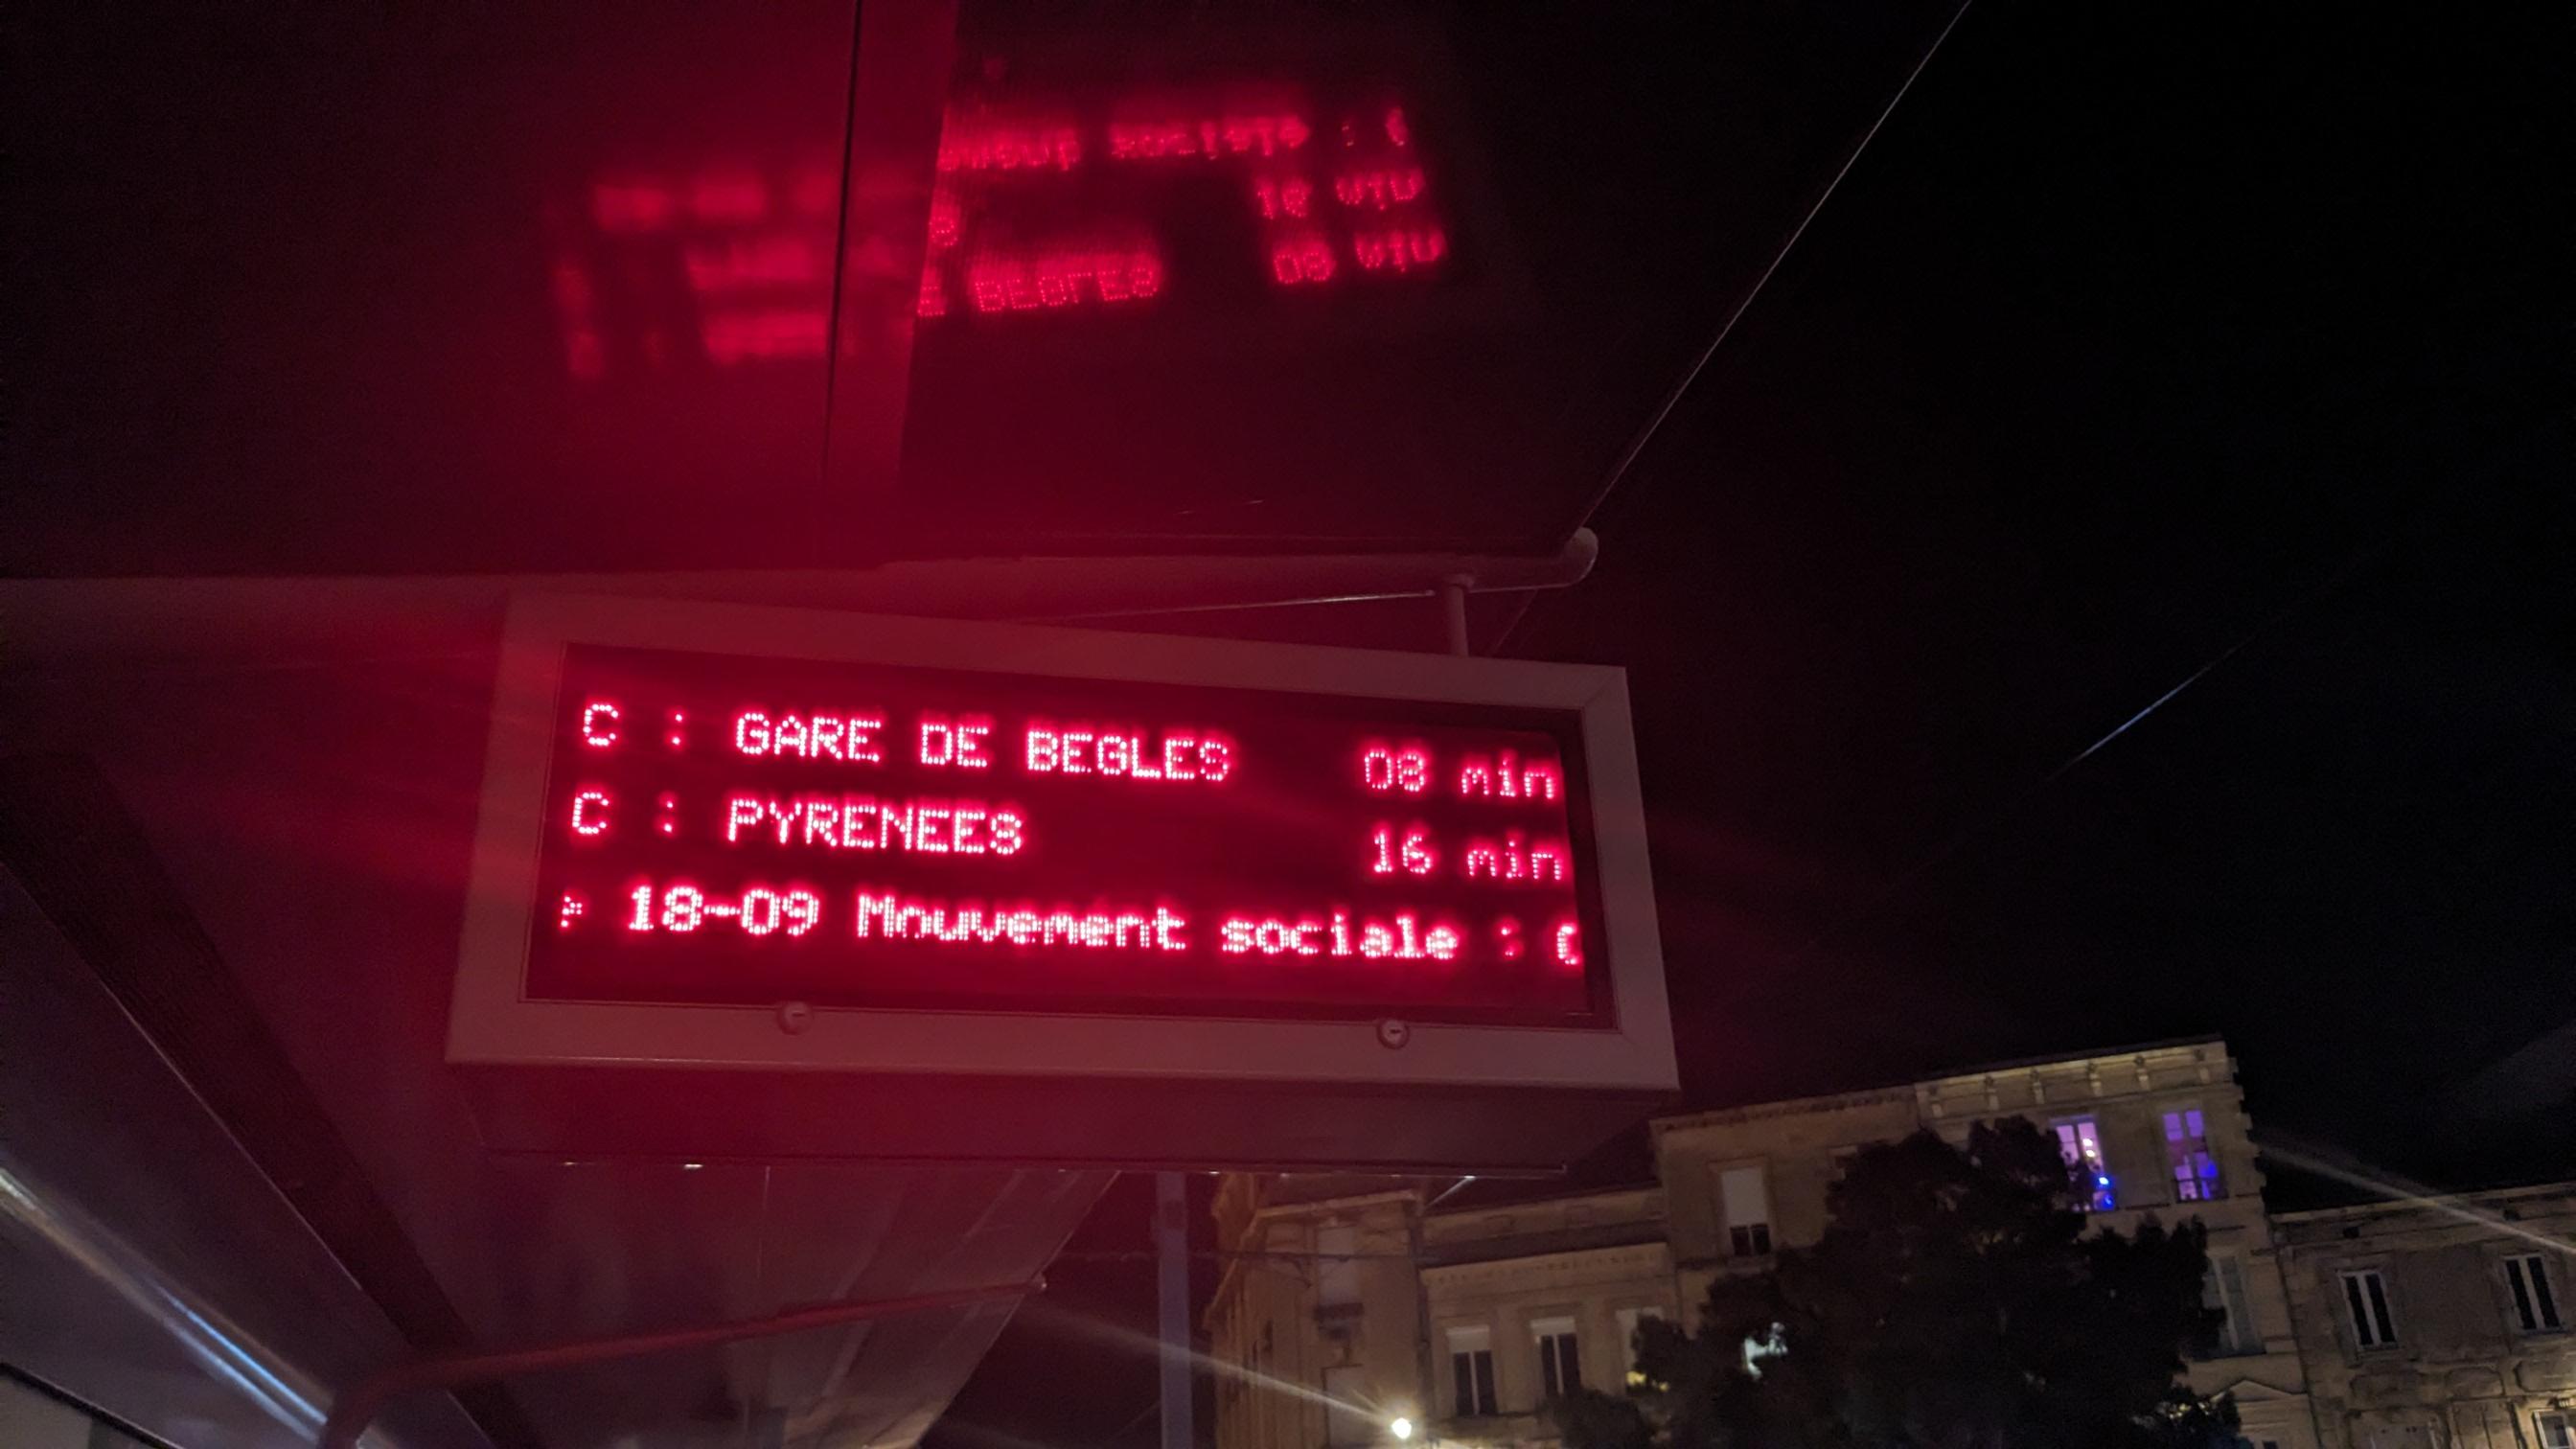 C : GARE DE BEGLES 08 min
C : PYRENEES 16 min
18-09 Mouvement sociale :